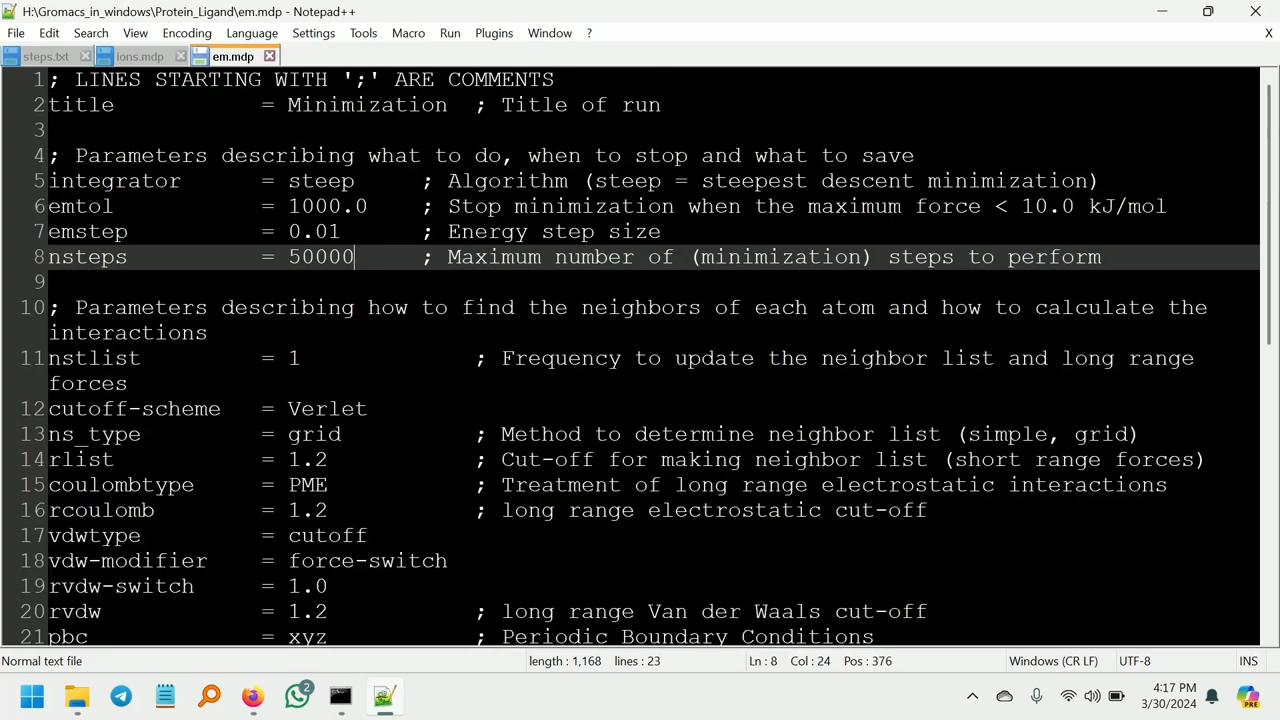 H:\Gromacs_in_windows\Protein_Ligand\em.mdp - Notepad++
File Edit Search View Encoding Language Settings Tools Macro Run Plugins Window ? X
steps.txt ions.mdp em.mdp
1 ; LINES STARTING WITH ';' ARE COMMENTS
2 title = Minimization ; Title of run
3
4 ; Parameters describing what to do, when to stop and what to save
5 integrator = steep ; Algorithm (steep = steepest descent minimization)
6 emtol = 1000.0 ; Stop minimization when the maximum force < 10.0 kJ/mol
7 emstep = 0.01 ; Energy step size
8 nsteps = 50000 ; Maximum number of (minimization) steps to perform
9
10 ; Parameters describing how to find the neighbors of each atom and how to calculate the
interactions
11 nstlist = 1 ; Frequency to update the neighbor list and long range
forces
12 cutoff-scheme = Verlet
13 ns_type = grid ; Method to determine neighbor list (simple, grid)
14 rlist = 1.2 ; Cut-off for making neighbor list (short range forces)
15 coulombtype = PME ; Treatment of long range electrostatic interactions
16 rcoulomb = 1.2 ; long range electrostatic cut-off
17 vdwtype = cutoff
18 vdw-modifier = force-switch
19 rvdw-switch = 1.0
20 rvdw = 1.2 ; long range Van der Waals cut-off
21 pbc = xyz ; Periodic Boundary Conditions
Normal text file length : 1,168 lines : 23 Ln : 8 Col : 24 Pos : 376 Windows (CR LF) UTF-8 INS
2
4:17 PM
3/30/2024
PRE